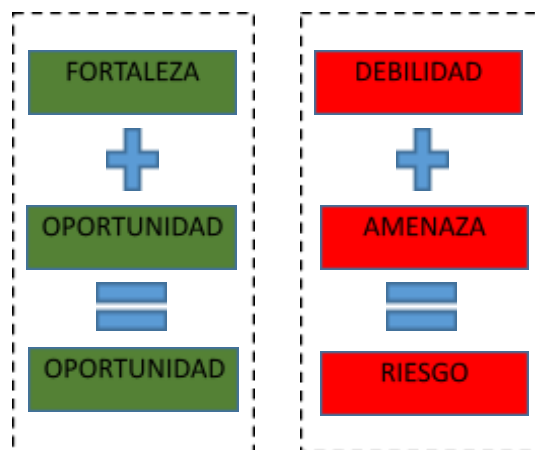 FORTALEZA
OPORTUNIDAD
OPORTUNIDAD
DEBILIDAD
AMENAZA
RIESGO